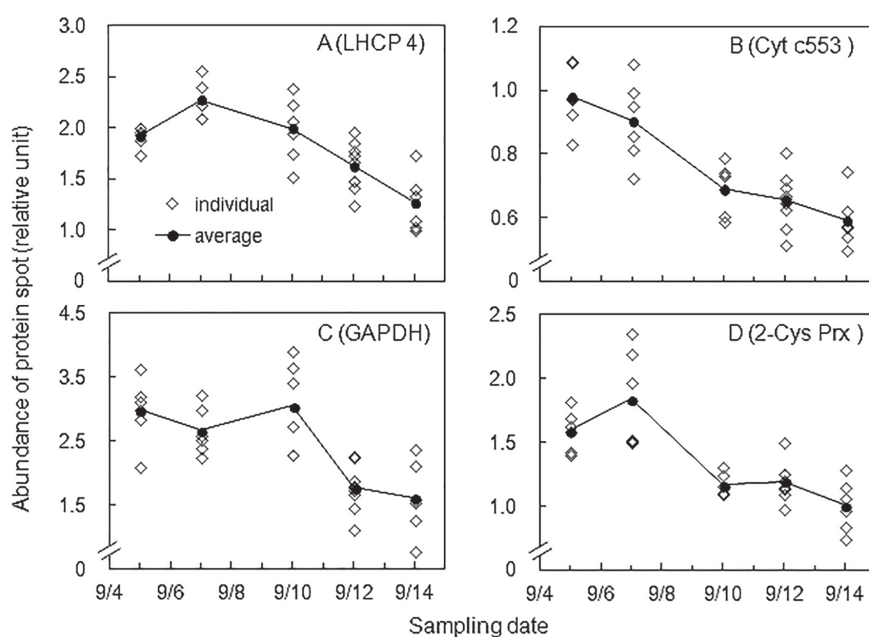 Abundance of protein spot (relative unit)
A (LHCP 4)
3.0
2.5
2.0
1.5
1.0
0
individual
average
B (Cyt c553 )
1.2
1.0
0.8
0.6
0
C (GAPDH)
4.5
3.5
2.5
1.5
0
9/4 9/6 9/8 9/10 9/12 9/14
D (2-Cys Prx )
2.5
2.0
1.5
1.0
0
9/4 9/6 9/8 9/10 9/12 9/14
Sampling date